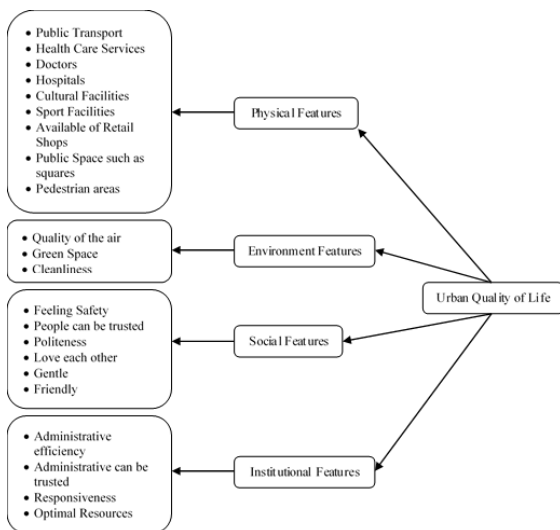 • Public Transport
• Health Care Services
• Doctors
• Hospitals
• Cultural Facilities
• Sport Facilities
• Available of Retail
Shops
• Public Space such as
squares
• Pedestrian areas
Physical Features
• Quality of the air
• Green Space
• Cleanliness
Environment Features
Urban Quality of Life
• Feeling Safety
• People can be trusted
• Politeness
• Love each other
• Gentle
• Friendly
Social Features
• Administrative
efficiency
• Administrative can be
trusted
• Responsiveness
• Optimal Resources
Institutional Features